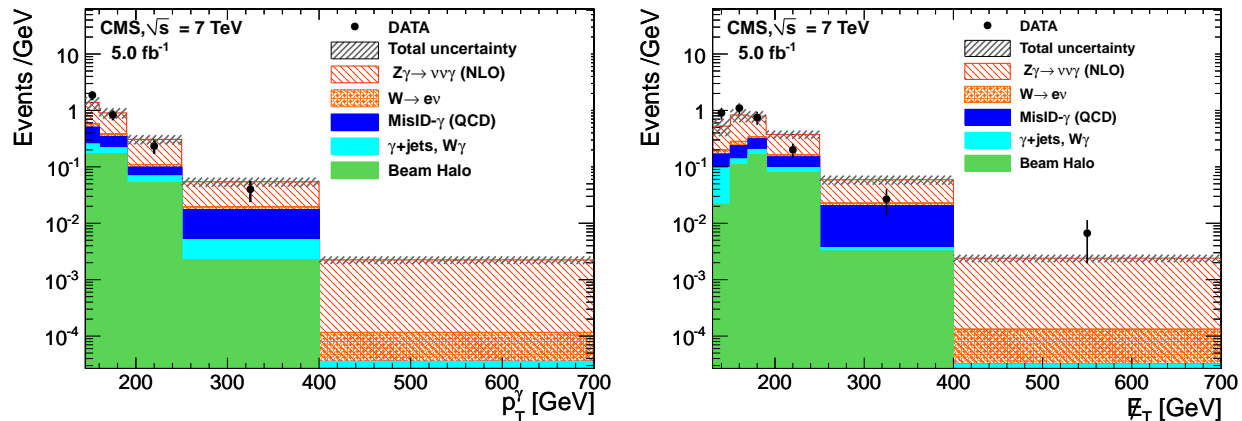 Events /GeV
CMS, √s = 7 TeV
5.0 fb⁻¹
DATA
Total uncertainty
Zγ→ ννγ (NLO)
W→ eν
MisID-γ (QCD)
γ+jets, Wγ
Beam Halo
10
1
10⁻¹
10⁻²
10⁻³
10⁻⁴
200 300 400 500 600 700
p_T^γ [GeV]
Events /GeV
CMS, √s = 7 TeV
5.0 fb⁻¹
DATA
Total uncertainty
Zγ→ ννγ (NLO)
W→ eν
MisID-γ (QCD)
γ+jets, Wγ
Beam Halo
10
1
10⁻¹
10⁻²
10⁻³
10⁻⁴
200 300 400 500 600 700
E̸_T [GeV]